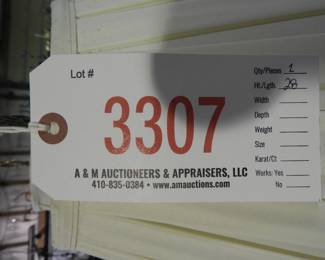 Lot #
3307
A & M AUCTIONEERS & APPRAISERS, LLC
410-835-0384 • www.amauctions.com
Qty/Pieces 1
Ht/Lgth. 28
Width
Depth
Weight
Size
Karat/Ct
Works: Yes
No